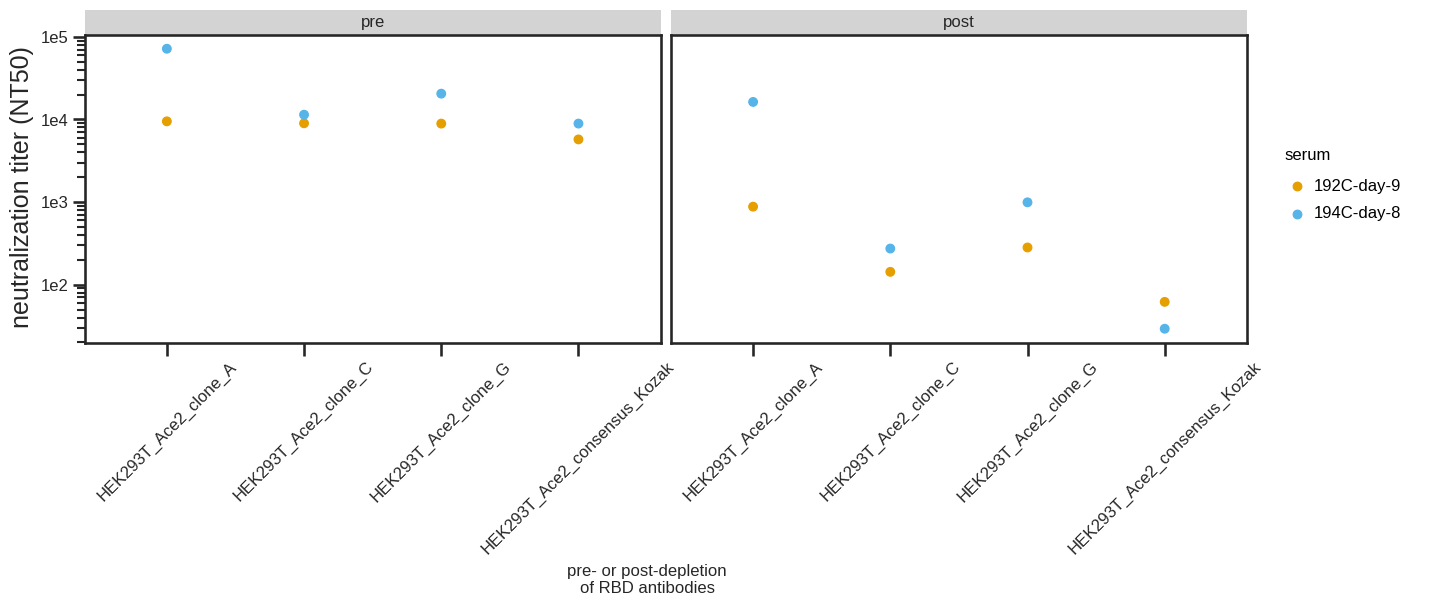 pre
post
neutralization titer (NT50)
1e5
1e4
1e3
1e2
HEK293T_Ace2_clone_A
HEK293T_Ace2_clone_C
HEK293T_Ace2_clone_G
HEK293T_Ace2_consensus_Kozak
HEK293T_Ace2_clone_A
HEK293T_Ace2_clone_C
HEK293T_Ace2_clone_G
HEK293T_Ace2_consensus_Kozak
pre- or post-depletion
of RBD antibodies
serum
192C-day-9
194C-day-8